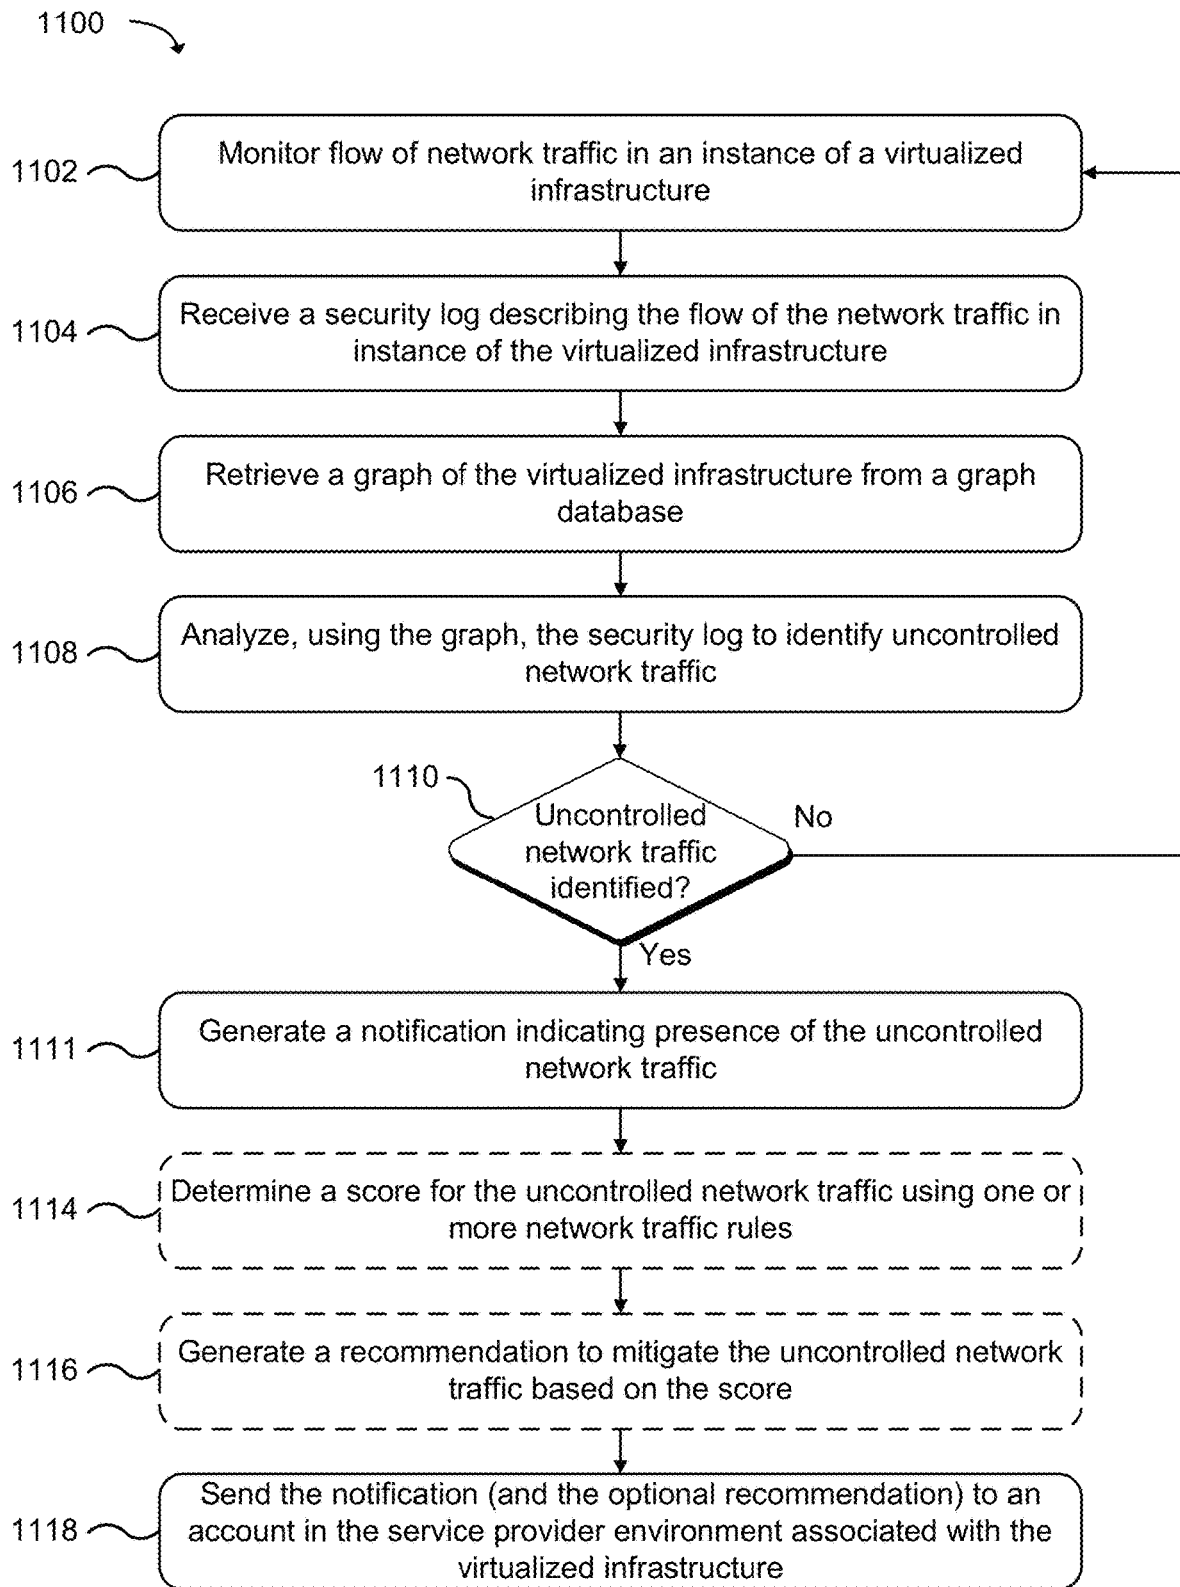 1100
1102
Monitor flow of network traffic in an instance of a virtualized
infrastructure
1104
Receive a security log describing the flow of the network traffic in
instance of the virtualized infrastructure
1106
Retrieve a graph of the virtualized infrastructure from a graph
database
1108
Analyze, using the graph, the security log to identify uncontrolled
network traffic
1110
Uncontrolled
network traffic
identified?
No
Yes
1111
Generate a notification indicating presence of the uncontrolled
network traffic
1114
Determine a score for the uncontrolled network traffic using one or
more network traffic rules
1116
Generate a recommendation to mitigate the uncontrolled network
traffic based on the score
1118
Send the notification (and the optional recommendation) to an
account in the service provider environment associated with the
virtualized infrastructure